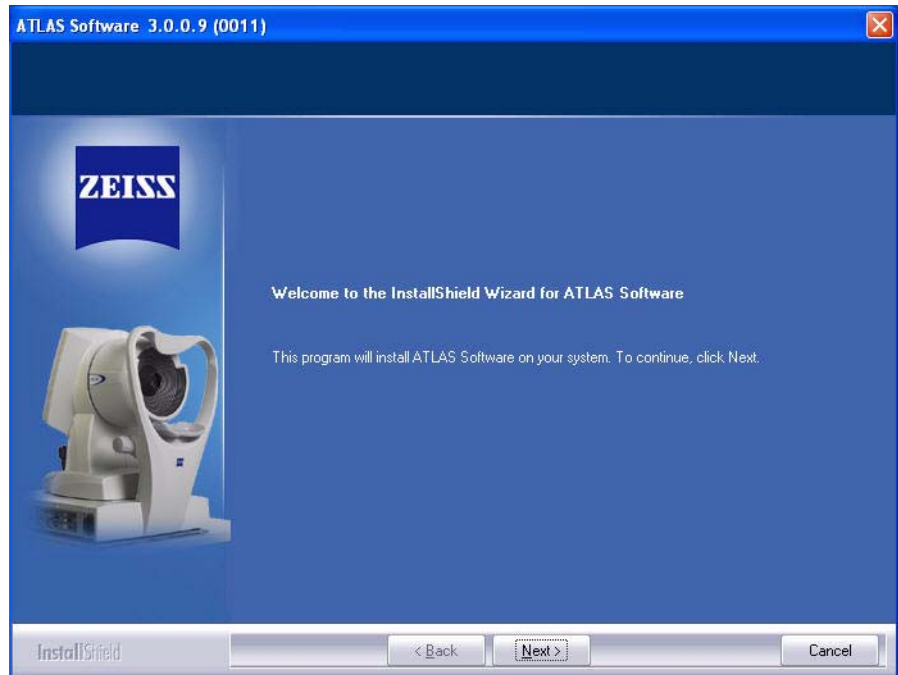 ATLAS Software 3.0.0.9 (0011)
ZEISS
Welcome to the InstallShield Wizard for ATLAS Software
This program will install ATLAS Software on your system. To continue, click Next.
InstallShield
< Back
Next >
Cancel